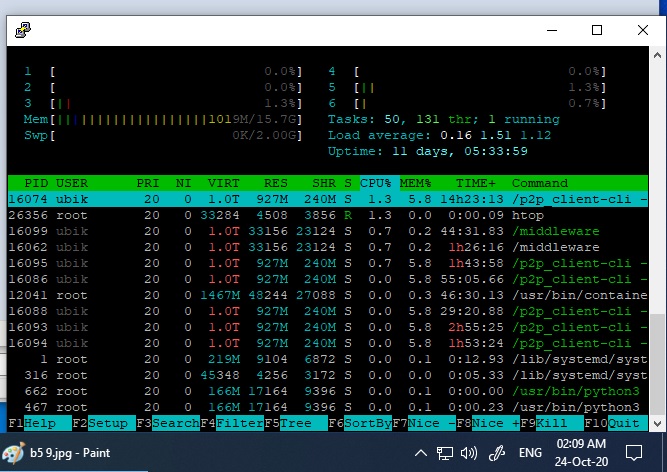 1 [ 0.0%] 4 [ 0.0%]
2 [ 0.0%] 5 [|| 1.3%]
3 [|| 1.3%] 6 [| 0.7%]
Mem[||||||||||||||||||||1019M/15.7G] Tasks: 50, 131 thr; 1 running
Swp[ 0K/2.00G] Load average: 0.16 1.51 1.12
Uptime: 11 days, 05:33:59
PID USER PRI NI VIRT RES SHR S CPU% MEM% TIME+ Command
16074 ubik 20 0 1.0T 927M 240M S 1.3 5.8 14h23:13 /p2p_client-cli -
26356 root 20 0 33284 4508 3856 R 1.3 0.0 0:00.09 htop
16099 ubik 20 0 1.0T 33156 23124 S 0.7 0.2 44:31.83 /middleware
16062 ubik 20 0 1.0T 33156 23124 S 0.7 0.2 1h26:16 /middleware
16095 ubik 20 0 1.0T 927M 240M S 0.7 5.8 1h43:58 /p2p_client-cli -
16086 ubik 20 0 1.0T 927M 240M S 0.0 5.8 55:05.66 /p2p_client-cli -
12041 root 20 0 1467M 48244 27088 S 0.0 0.3 46:30.13 /usr/bin/containe
16088 ubik 20 0 1.0T 927M 240M S 0.0 5.8 29:20.88 /p2p_client-cli -
16093 ubik 20 0 1.0T 927M 240M S 0.0 5.8 2h55:25 /p2p_client-cli -
16094 ubik 20 0 1.0T 927M 240M S 0.0 5.8 1h53:24 /p2p_client-cli -
1 root 20 0 219M 9104 6872 S 0.0 0.1 0:12.93 /lib/systemd/syst
316 root 20 0 45348 4256 3172 S 0.0 0.0 0:05.33 /lib/systemd/syst
662 root 20 0 166M 17164 9396 S 0.0 0.1 0:00.00 /usr/bin/python3
467 root 20 0 166M 17164 9396 S 0.0 0.1 0:00.23 /usr/bin/python3
F1Help F2Setup F3SearchF4FilterF5Tree F6SortByF7Nice -F8Nice +F9Kill F10Quit
b5 9.jpg - Paint ENG 02:09 AM
24-Oct-20